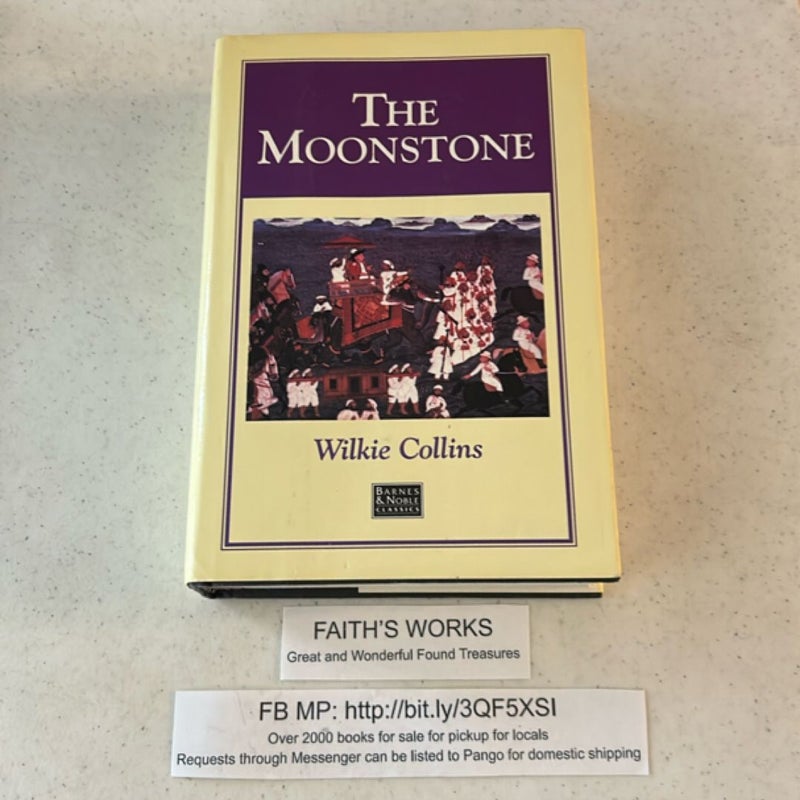 THE
MOONSTONE
Wilkie Collins
BARNES
& NOBLE
CLASSICS
FAITH'S WORKS
Great and Wonderful Found Treasures
FB MP: http://bit.ly/3QF5XSI
Over 2000 books for sale for pickup for locals
Requests through Messenger can be listed to Pango for domestic shipping